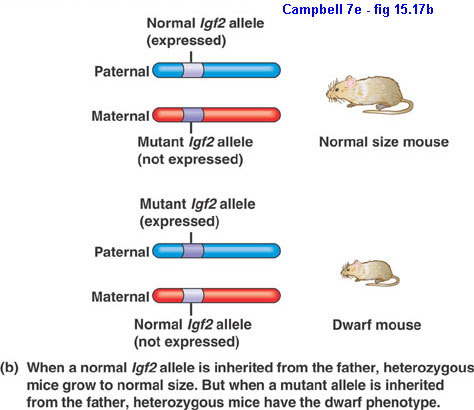 Campbell 7e - fig 15.17b
Normal Igf2 allele
(expressed)
Paternal
Maternal
Mutant Igf2 allele
(not expressed)
Normal size mouse
Mutant Igf2 allele
(expressed)
Paternal
Maternal
Normal Igf2 allele
(not expressed)
Dwarf mouse
(b) When a normal Igf2 allele is inherited from the father, heterozygous
mice grow to normal size. But when a mutant allele is inherited
from the father, heterozygous mice have the dwarf phenotype.